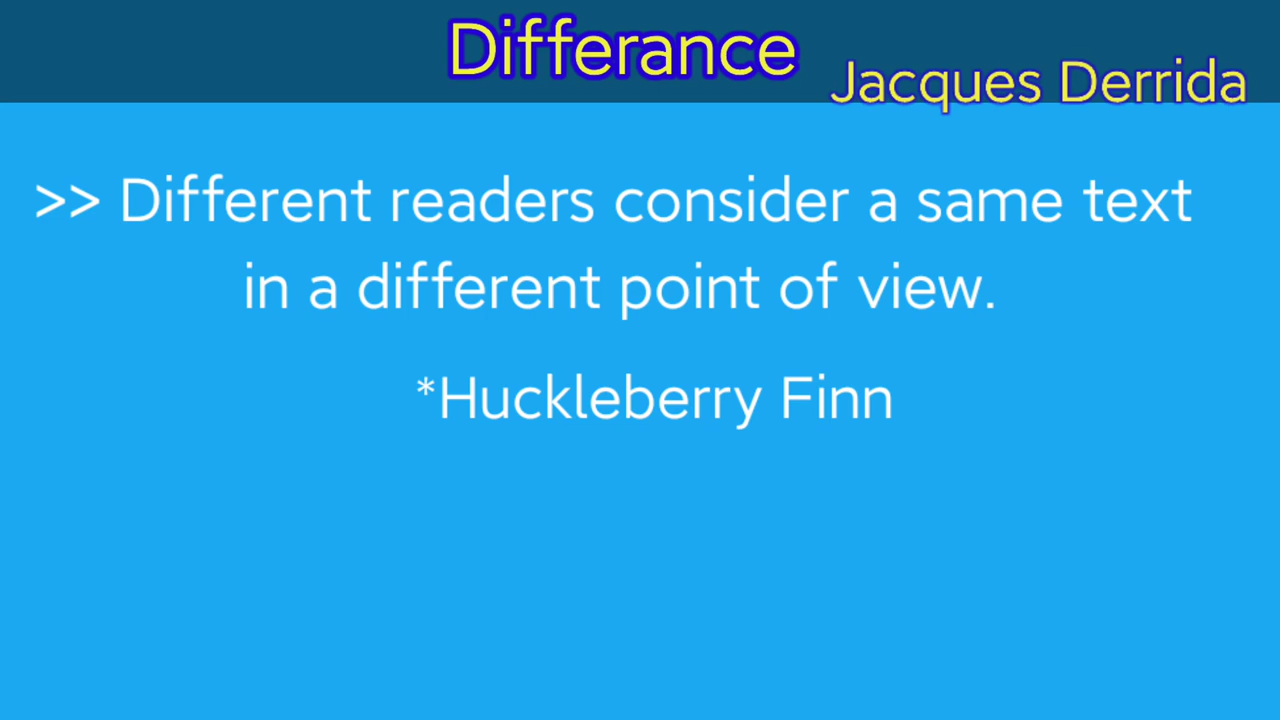 Differance
Jacques Derrida
>> Different readers consider a same text
in a different point of view.
*Huckleberry Finn